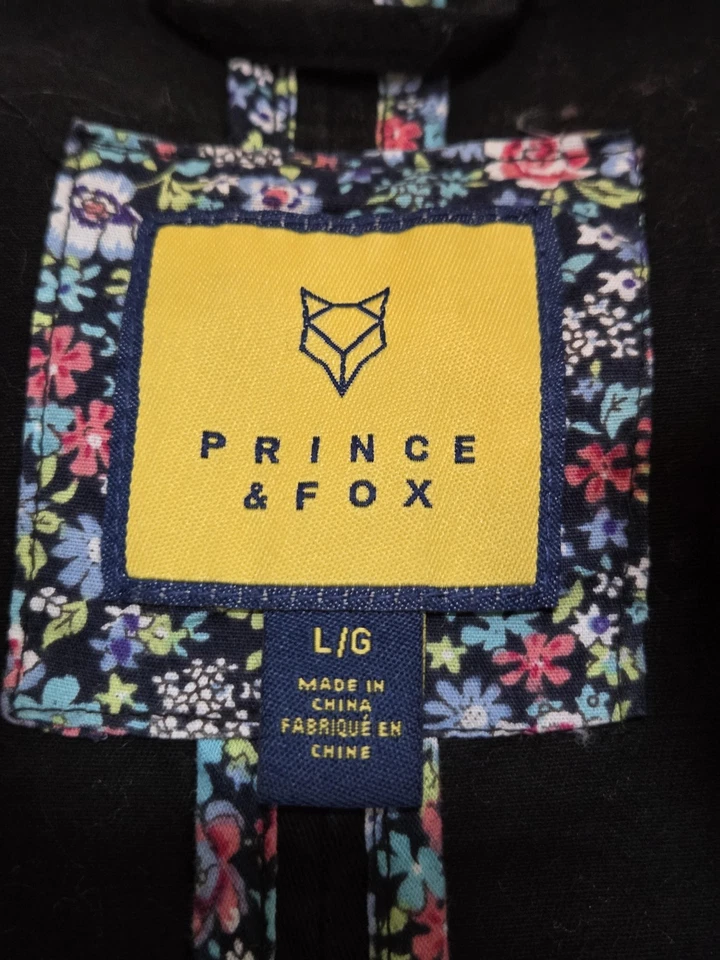 PRINCE
& FOX
L/G
MADE IN
CHINA
FABRIQUÉ EN
CHINE